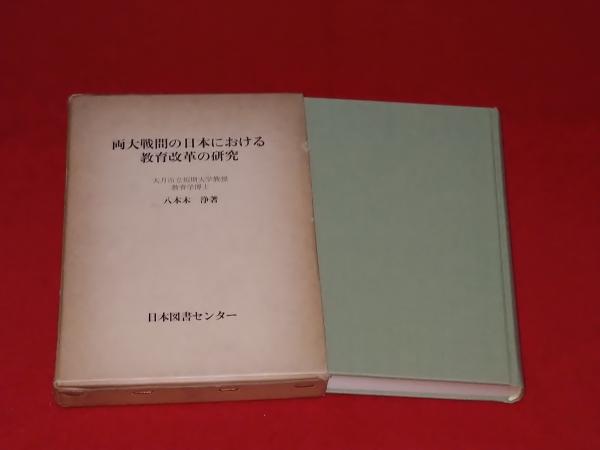 両大戦間の日本における
教育改革の研究
大月市立短期大学教授
教育学博士
八本木 浄著
日本図書センター